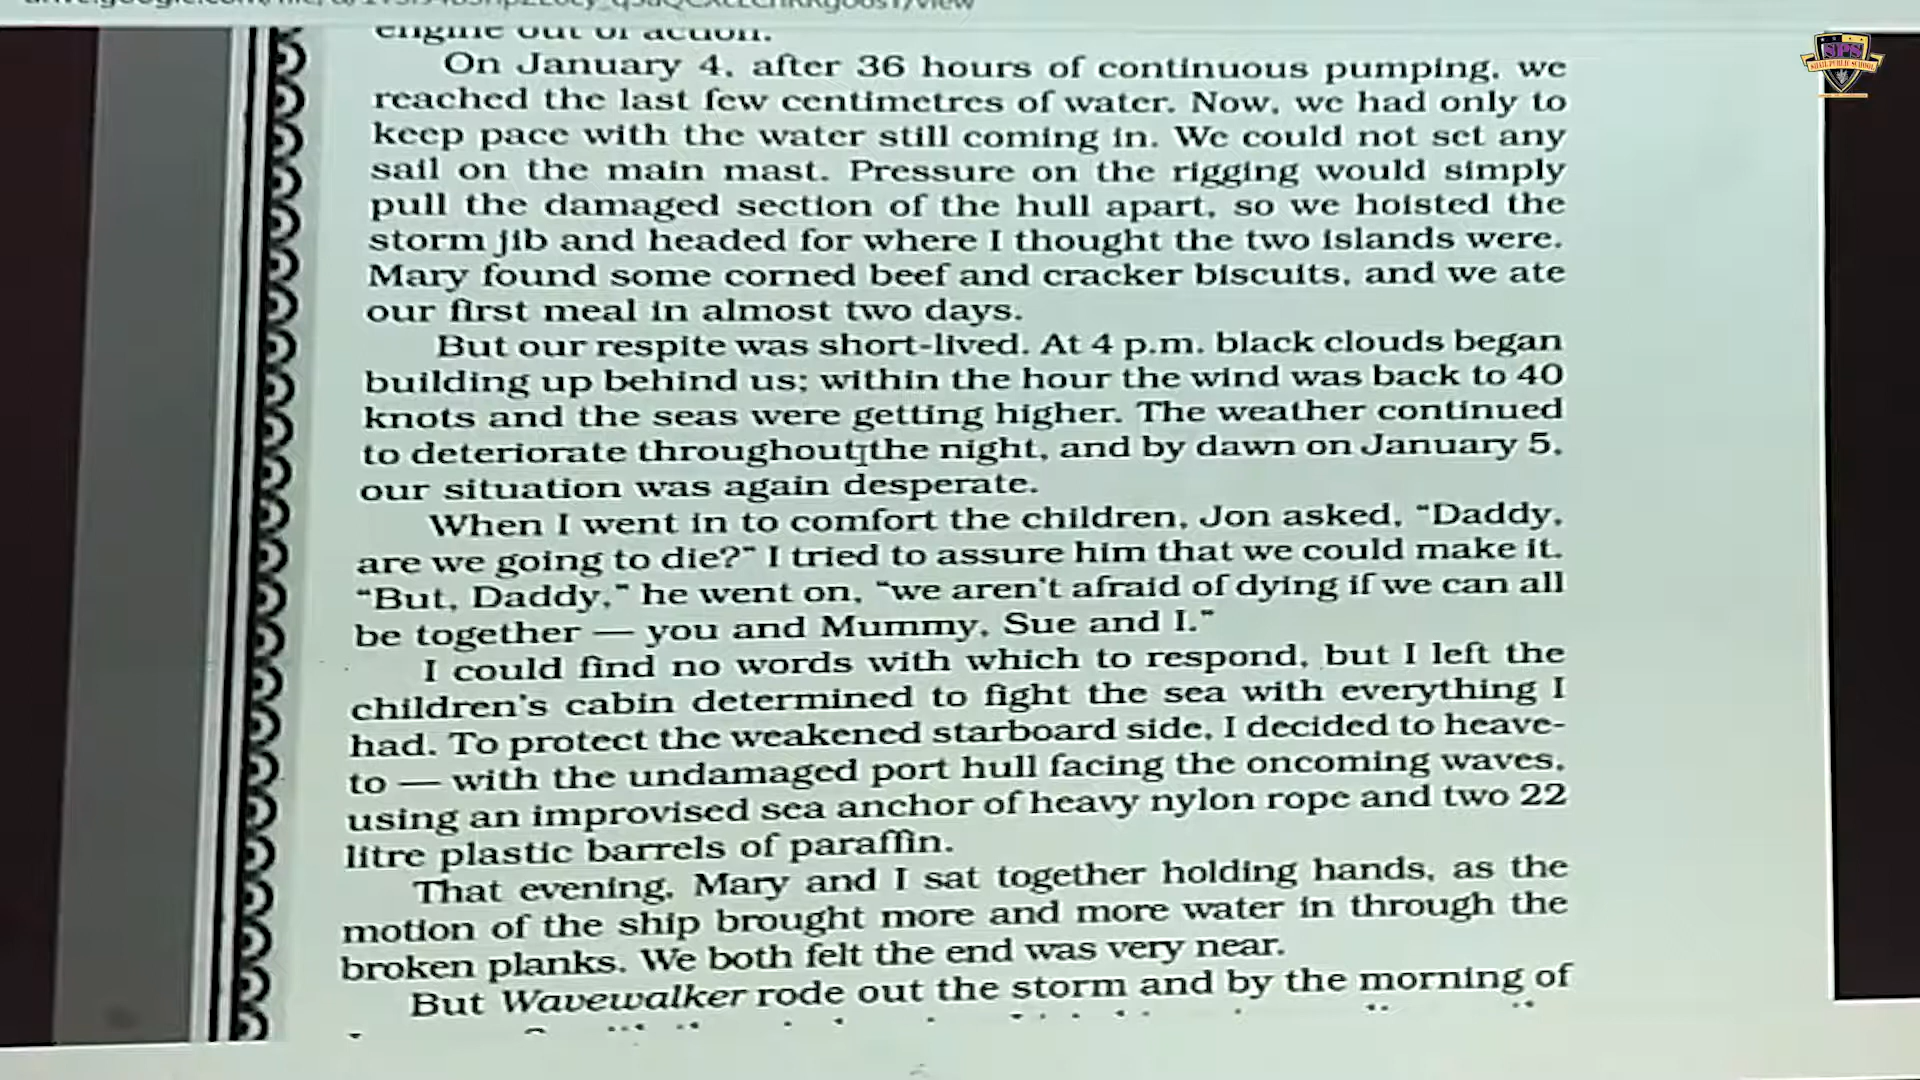 engine out of action.
On January 4, after 36 hours of continuous pumping, we
reached the last few centimetres of water. Now, we had only to
keep pace with the water still coming in. We could not set any
sail on the main mast. Pressure on the rigging would simply
pull the damaged section of the hull apart, so we hoisted the
storm jib and headed for where I thought the two islands were.
Mary found some corned beef and cracker biscuits, and we ate
our first meal in almost two days.
But our respite was short-lived. At 4 p.m. black clouds began
building up behind us; within the hour the wind was back to 40
knots and the seas were getting higher. The weather continued
to deteriorate throughout the night, and by dawn on January 5,
our situation was again desperate.
When I went in to comfort the children, Jon asked, “Daddy,
are we going to die?” I tried to assure him that we could make it.
“But, Daddy,” he went on, “we aren't afraid of dying if we can all
be together — you and Mummy, Sue and I.”
I could find no words with which to respond, but I left the
children's cabin determined to fight the sea with everything I
had. To protect the weakened starboard side, I decided to heave-
to — with the undamaged port hull facing the oncoming waves,
using an improvised sea anchor of heavy nylon rope and two 22
litre plastic barrels of paraffin.
That evening, Mary and I sat together holding hands, as the
motion of the ship brought more and more water in through the
broken planks. We both felt the end was very near.
But Wavewalker rode out the storm and by the morning of
SPS